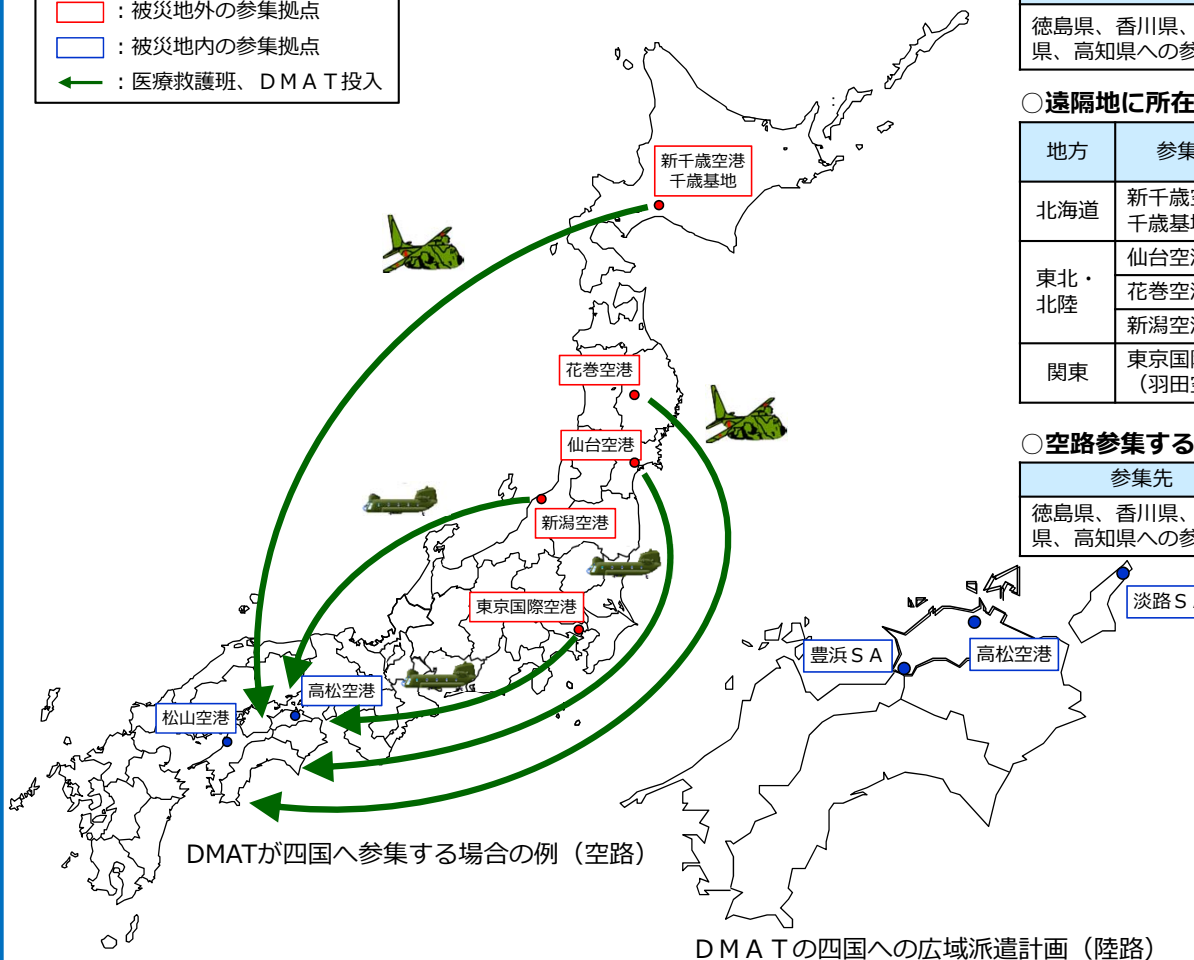 ：被災地外の参集拠点
：被災地内の参集拠点
：医療救護班、ＤＭＡＴ投入
新千歳空港
千歳基地
花巻空港
仙台空港
新潟空港
東京国際空港
高松空港
松山空港
DMATが四国へ参集する場合の例（空路）
徳島県、香川県、
県、高知県への参
○遠隔地に所在
地方 参集
北海道 新千歳空
千歳基地
東北・
北陸
仙台空港
花巻空港
新潟空港
関東 東京国際
（羽田空
○空路参集する
参集先
徳島県、香川県、
県、高知県への参
淡路Ｓ
豊浜ＳＡ
高松空港
ＤＭＡＴの四国への広域派遣計画（陸路）